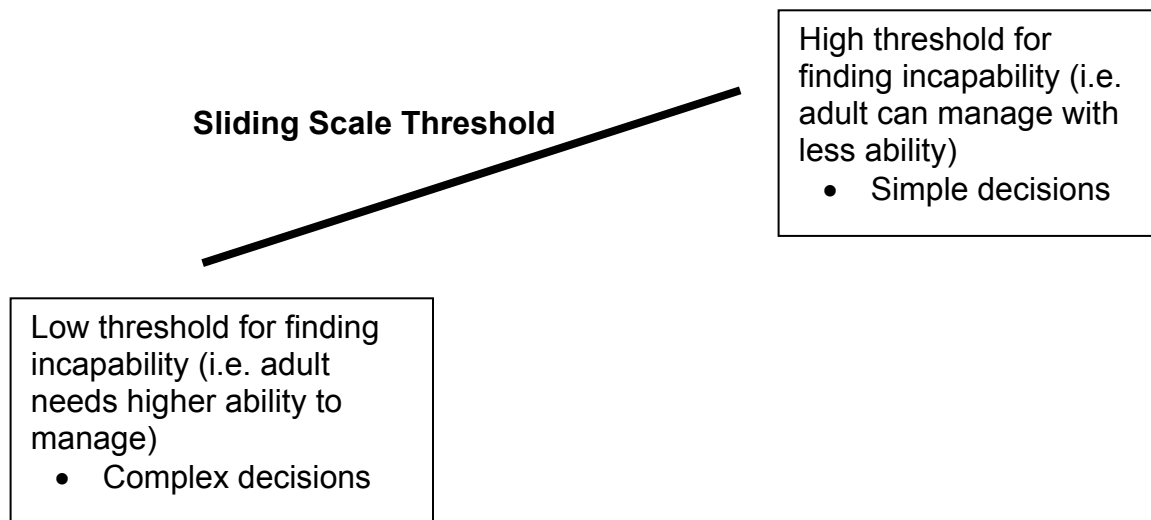 High threshold for
finding incapability (i.e.
adult can manage with
less ability)
• Simple decisions
Sliding Scale Threshold
Low threshold for finding
incapability (i.e. adult
needs higher ability to
manage)
• Complex decisions